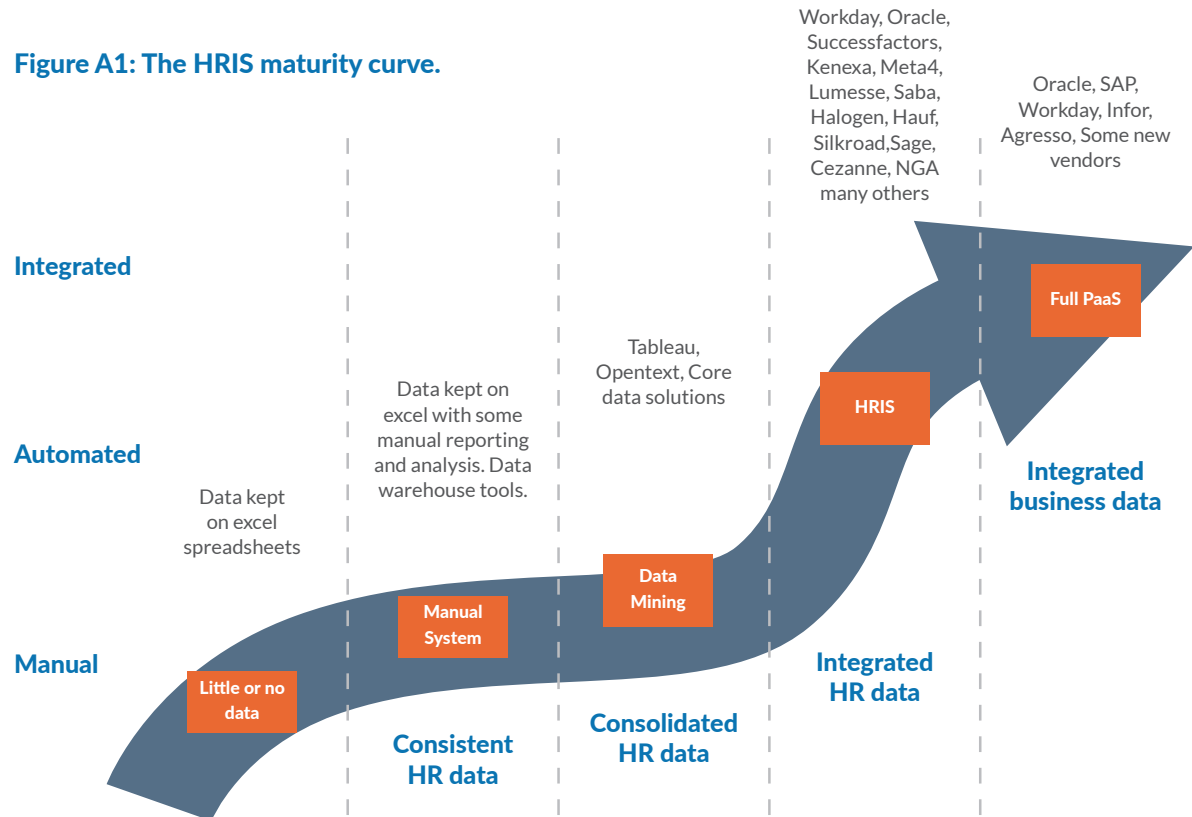 Figure A1: The HRIS maturity curve.
Workday, Oracle,
Successfactors,
Kenexa, Meta4,
Lumesse, Saba,
Halogen, Hauf,
Silkroad,Sage,
Cezanne, NGA
many others
Oracle, SAP,
Workday, Infor,
Agresso, Some new
vendors
Integrated
Full PaaS
Tableau,
Opentext, Core
data solutions
Data kept on
excel with some
manual reporting
and analysis. Data
warehouse tools.
HRIS
Automated
Integrated
business data
Data kept
on excel
spreadsheets
Data
Mining
Manual
System
Manual
Little or no
data
Integrated
HR data
Consolidated
HR data
Consistent
HR data